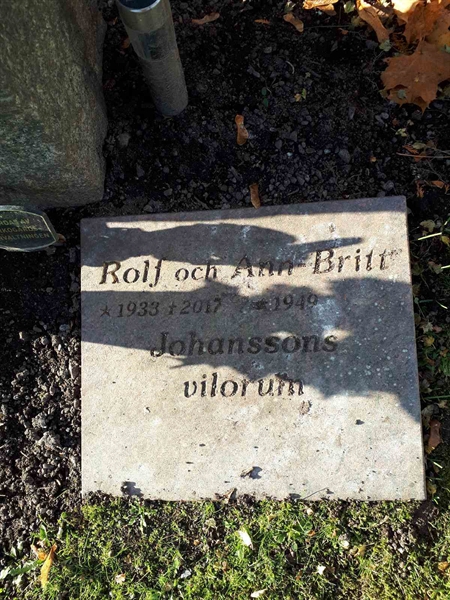 Rolf och Ann-Britt
★1933 ✝2017 ★1949
Johanssons
vilorum